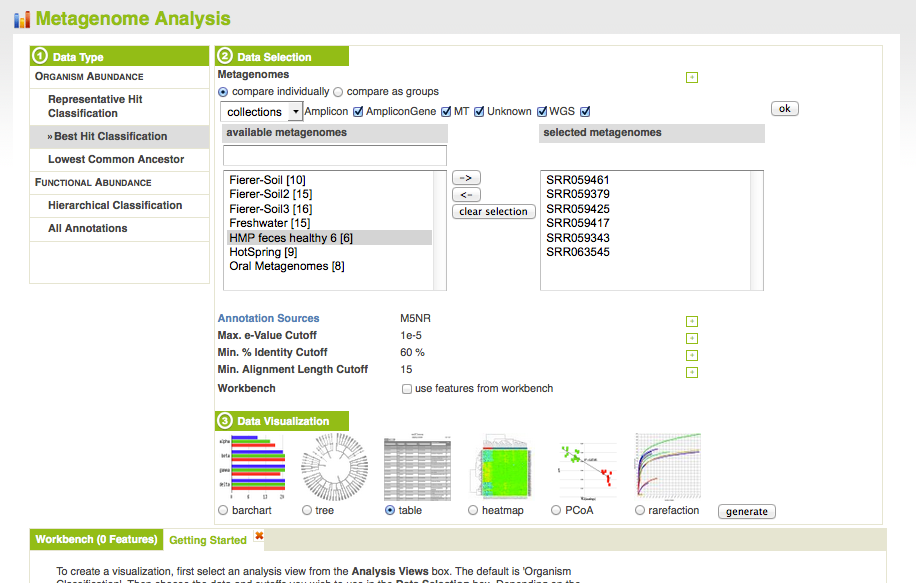 Metagenome Analysis
1 Data Type
ORGANISM ABUNDANCE
Representative Hit
Classification
» Best Hit Classification
Lowest Common Ancestor
FUNCTIONAL ABUNDANCE
Hierarchical Classification
All Annotations
2 Data Selection
Metagenomes
compare individually compare as groups
collections Amplicon AmpliconGene MT Unknown WGS ok
available metagenomes selected metagenomes
Fierer-Soil [10]
Fierer-Soil2 [15]
Fierer-Soil3 [16]
Freshwater [15]
HMP feces healthy 6 [6]
HotSpring [9]
Oral Metagenomes [8]
-->
<--
clear selection
SRR059461
SRR059379
SRR059425
SRR059417
SRR059343
SRR063545
Annotation Sources M5NR
Max. e-Value Cutoff 1e-5
Min. % Identity Cutoff 60 %
Min. Alignment Length Cutoff 15
Workbench use features from workbench
3 Data Visualization
alpha
beta
gamma
delta
barchart tree table heatmap PCoA rarefaction generate
Workbench (0 Features) Getting Started
To create a visualization, first select an analysis view from the Analysis Views box. The default is 'Organism
Classification'. Then choose the data and cutoffs you wish to use in the Data Selection box. Depending on the